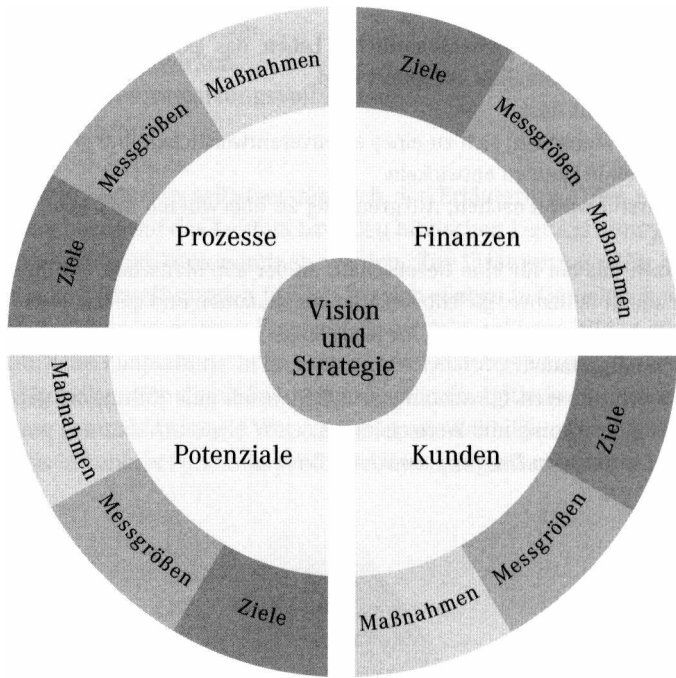 Maßnahmen
Messgrößen
Ziele
Prozesse
Ziele
Messgrößen
Maßnahmen
Finanzen
Vision
und
Strategie
Maßnahmen
Messgrößen
Ziele
Potenziale
Kunden
Ziele
Messgrößen
Maßnahmen